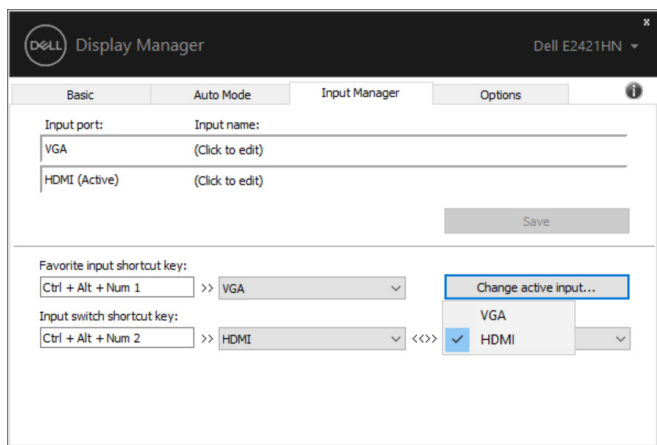 x
DELL Display Manager Dell E2421HN
Basic Auto Mode Input Manager Options i
Input port: Input name:
VGA (Click to edit)
HDMI (Active) (Click to edit)
Save
Favorite input shortcut key:
Ctrl + Alt + Num 1 >> VGA Change active input...
Input switch shortcut key:
Ctrl + Alt + Num 2 >> HDMI <<>>
VGA
HDMI